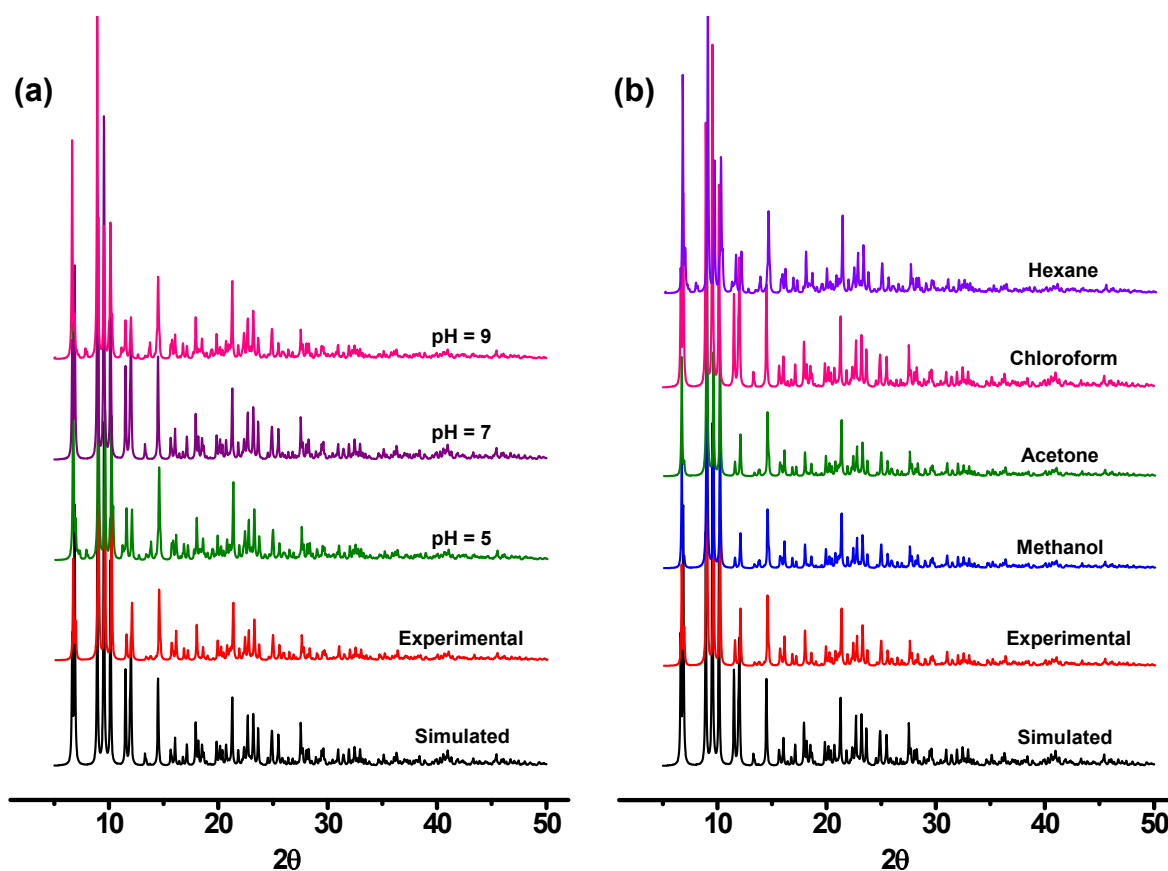 (a)
pH = 9
pH = 7
pH = 5
Experimental
Simulated
10 20 30 40 50
2θ
(b)
Hexane
Chloroform
Acetone
Methanol
Experimental
Simulated
10 20 30 40 50
2θ